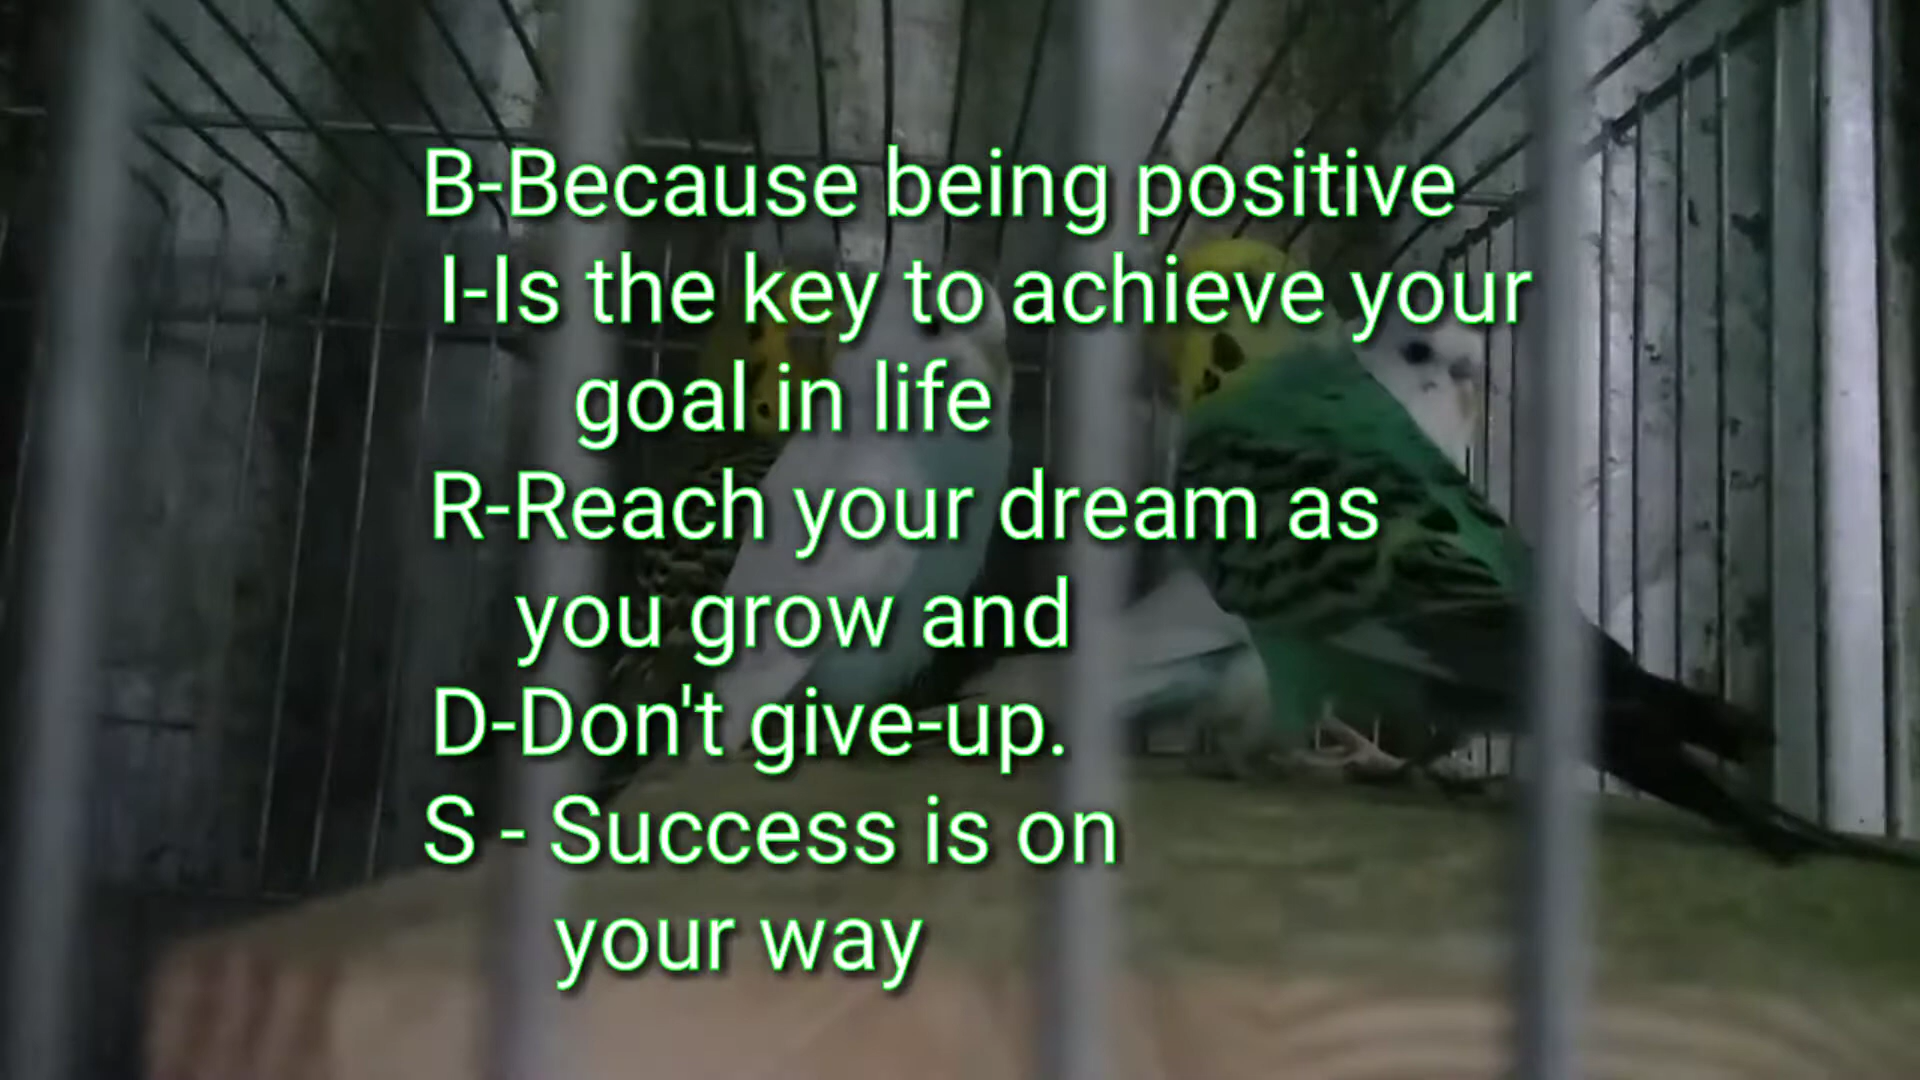 B-Because being positive
I-Is the key to achieve your
goal in life
R-Reach your dream as
you grow and
D-Don't give-up.
S - Success is on
your way